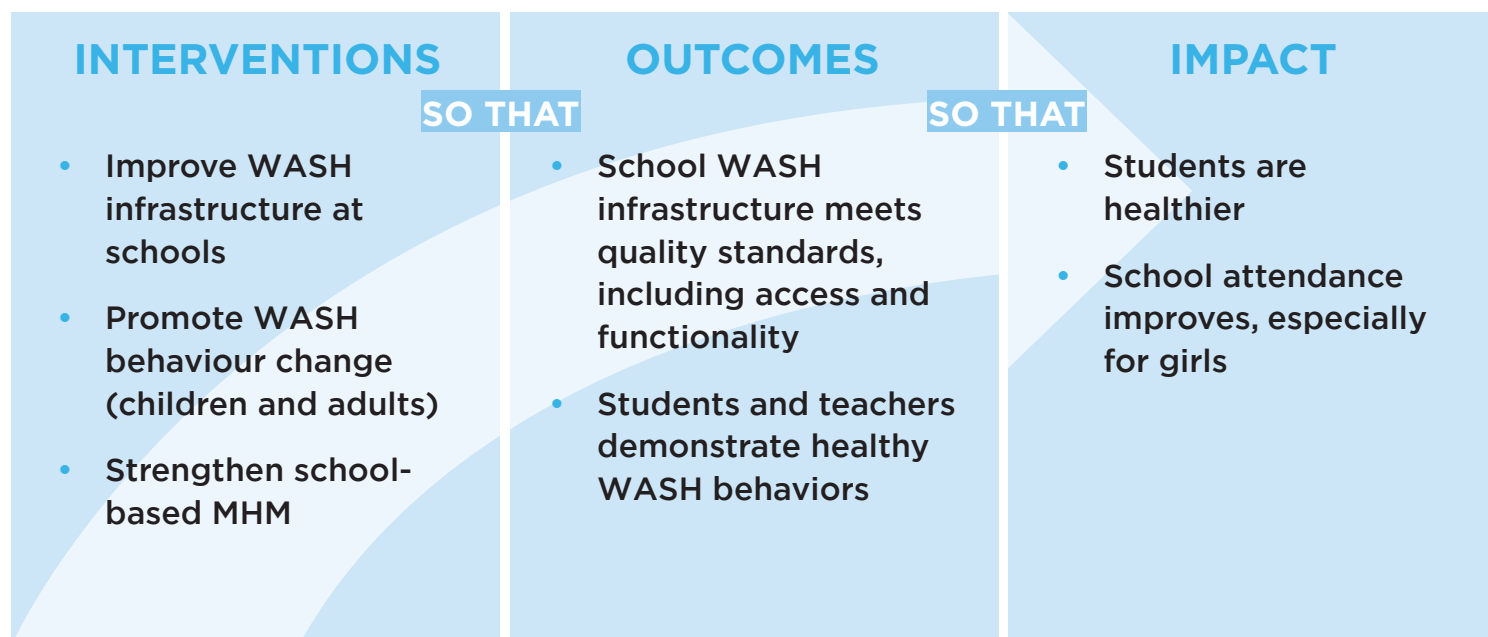 INTERVENTIONS
SO THAT
• Improve WASH
infrastructure at
schools
• Promote WASH
behaviour change
(children and adults)
• Strengthen school-
based MHM
OUTCOMES
SO THAT
• School WASH
infrastructure meets
quality standards,
including access and
functionality
• Students and teachers
demonstrate healthy
WASH behaviors
IMPACT
• Students are
healthier
• School attendance
improves, especially
for girls